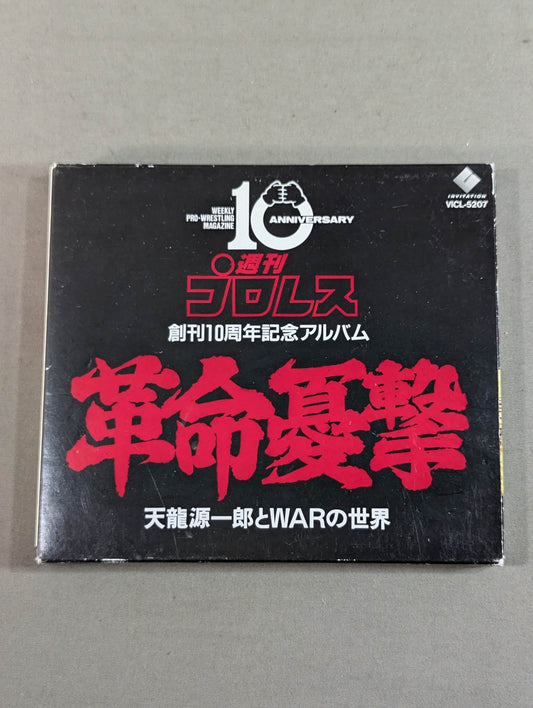 WEEKLY
PRO-WRESTLING
MAGAZINE
10
ANNIVERSARY
INVITATION
VICL-5207
週刊
プロレス
創刊10周年記念アルバム
革命憂撃
天龍源一郎とWARの世界